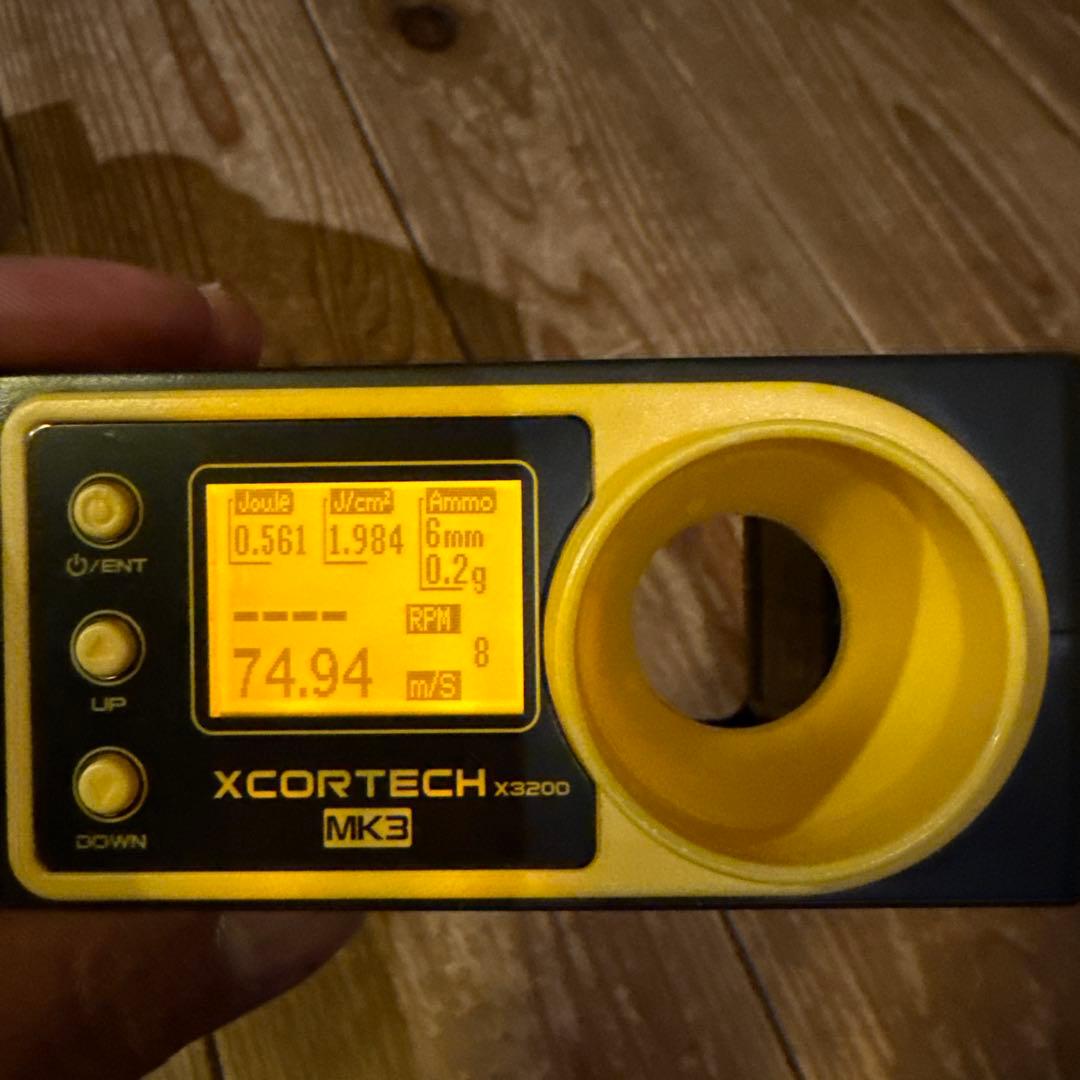 Joule J/cm² Ammo
0.561 1.984 6mm
0.2g
---- RPM
8
74.94 m/S
⏻/ENT
UP
DOWN
XCORTECH X3200
MK3